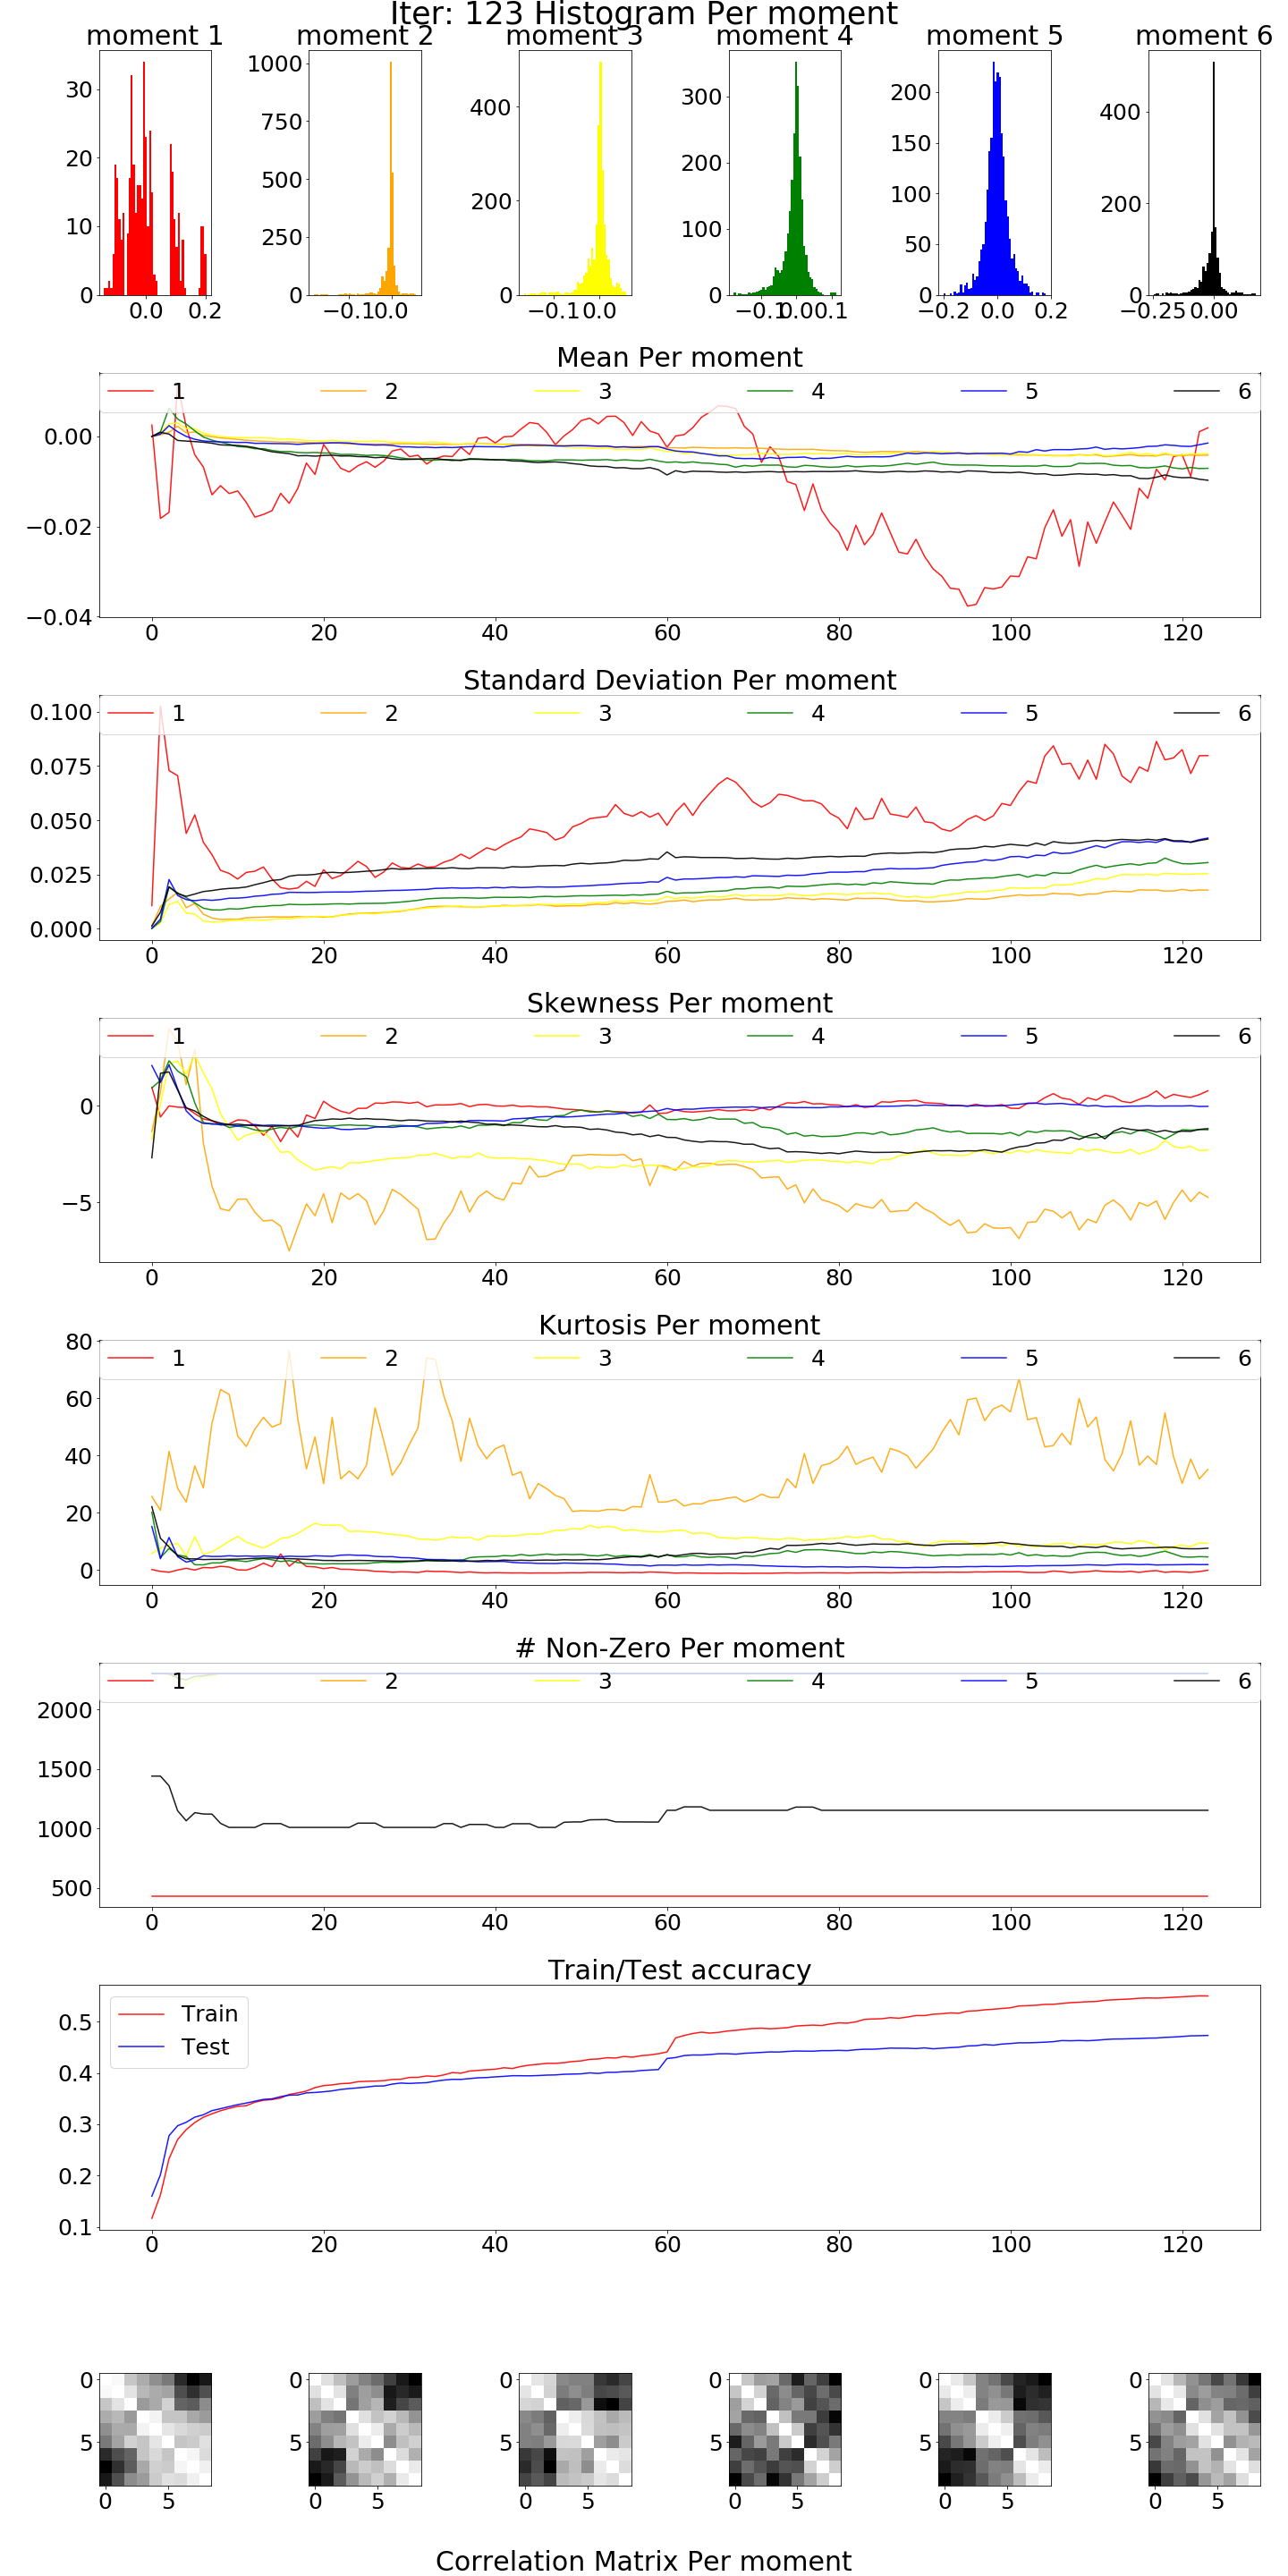 Iter: 123 Histogram Per moment
moment 1 moment 2 moment 3 moment 4 moment 5 moment 6
30 20 10 0 0.0 0.2
1000 750 500 250 0 −0.1 0.0
400 200 0 −0.1 0.0
300 200 100 0 −0.1 0.00 0.1
200 150 100 50 0 −0.2 0.0 0.2
400 200 0 −0.25 0.00
Mean Per moment
1 2 3 4 5 6
0.00
−0.02
−0.04
0 20 40 60 80 100 120
Standard Deviation Per moment
1 2 3 4 5 6
0.100
0.075
0.050
0.025
0.000
0 20 40 60 80 100 120
Skewness Per moment
1 2 3 4 5 6
0
−5
0 20 40 60 80 100 120
Kurtosis Per moment
80
1 2 3 4 5 6
60
40
20
0
0 20 40 60 80 100 120
# Non-Zero Per moment
1 2 3 4 5 6
2000
1500
1000
500
0 20 40 60 80 100 120
Train/Test accuracy
Train
Test
0.5
0.4
0.3
0.2
0.1
0 20 40 60 80 100 120
0 0 0 0 0 0
5 5 5 5 5 5
0 5 0 5 0 5 0 5 0 5 0 5
Correlation Matrix Per moment